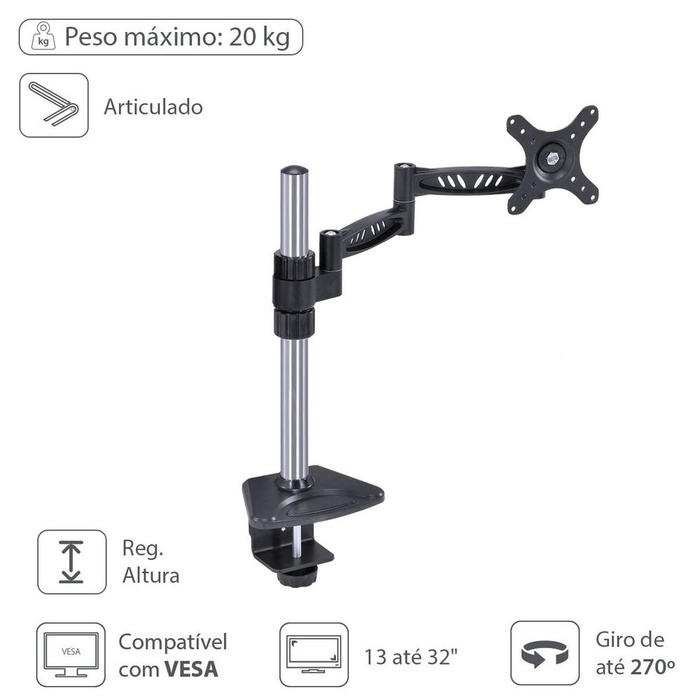 kg
Peso máximo: 20 kg
Articulado
Reg.
Altura
VESA
Compatível
com VESA
13 até 32"
Giro de
até 270º